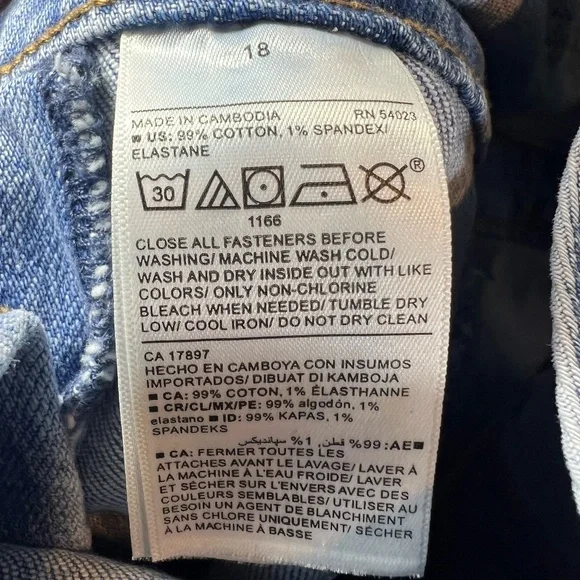 18
MADE IN CAMBODIA RN 54023
■ US: 99% COTTON, 1% SPANDEX/
ELASTANE
30 ®
1166
CLOSE ALL FASTENERS BEFORE
WASHING/ MACHINE WASH COLD/
WASH AND DRY INSIDE OUT WITH LIKE
COLORS/ ONLY NON-CHLORINE
BLEACH WHEN NEEDED/ TUMBLE DRY
LOW/ COOL IRON/ DO NOT DRY CLEAN
CA 17897
HECHO EN CAMBOYA CON INSUMOS
IMPORTADOS/ DIBUAT DI KAMBOJA
■ CA: 99% COTTON, 1% ÉLASTHANNE
■ CR/CL/MX/PE: 99% algodón, 1%
elastano ■ ID: 99% KAPAS, 1%
SPANDEKS
■ AE: 99% قطن, 1% سباندیكس
■ CA: FERMER TOUTES LES
ATTACHES AVANT LE LAVAGE/ LAVER À
LA MACHINE À L'EAU FROIDE/ LAVER
ET SÉCHER SUR L'ENVERS AVEC DES
COULEURS SEMBLABLES/ UTILISER AU
BESOIN UN AGENT DE BLANCHIMENT
SANS CHLORE UNIQUEMENT/ SÉCHER
À LA MACHINE À BASSE